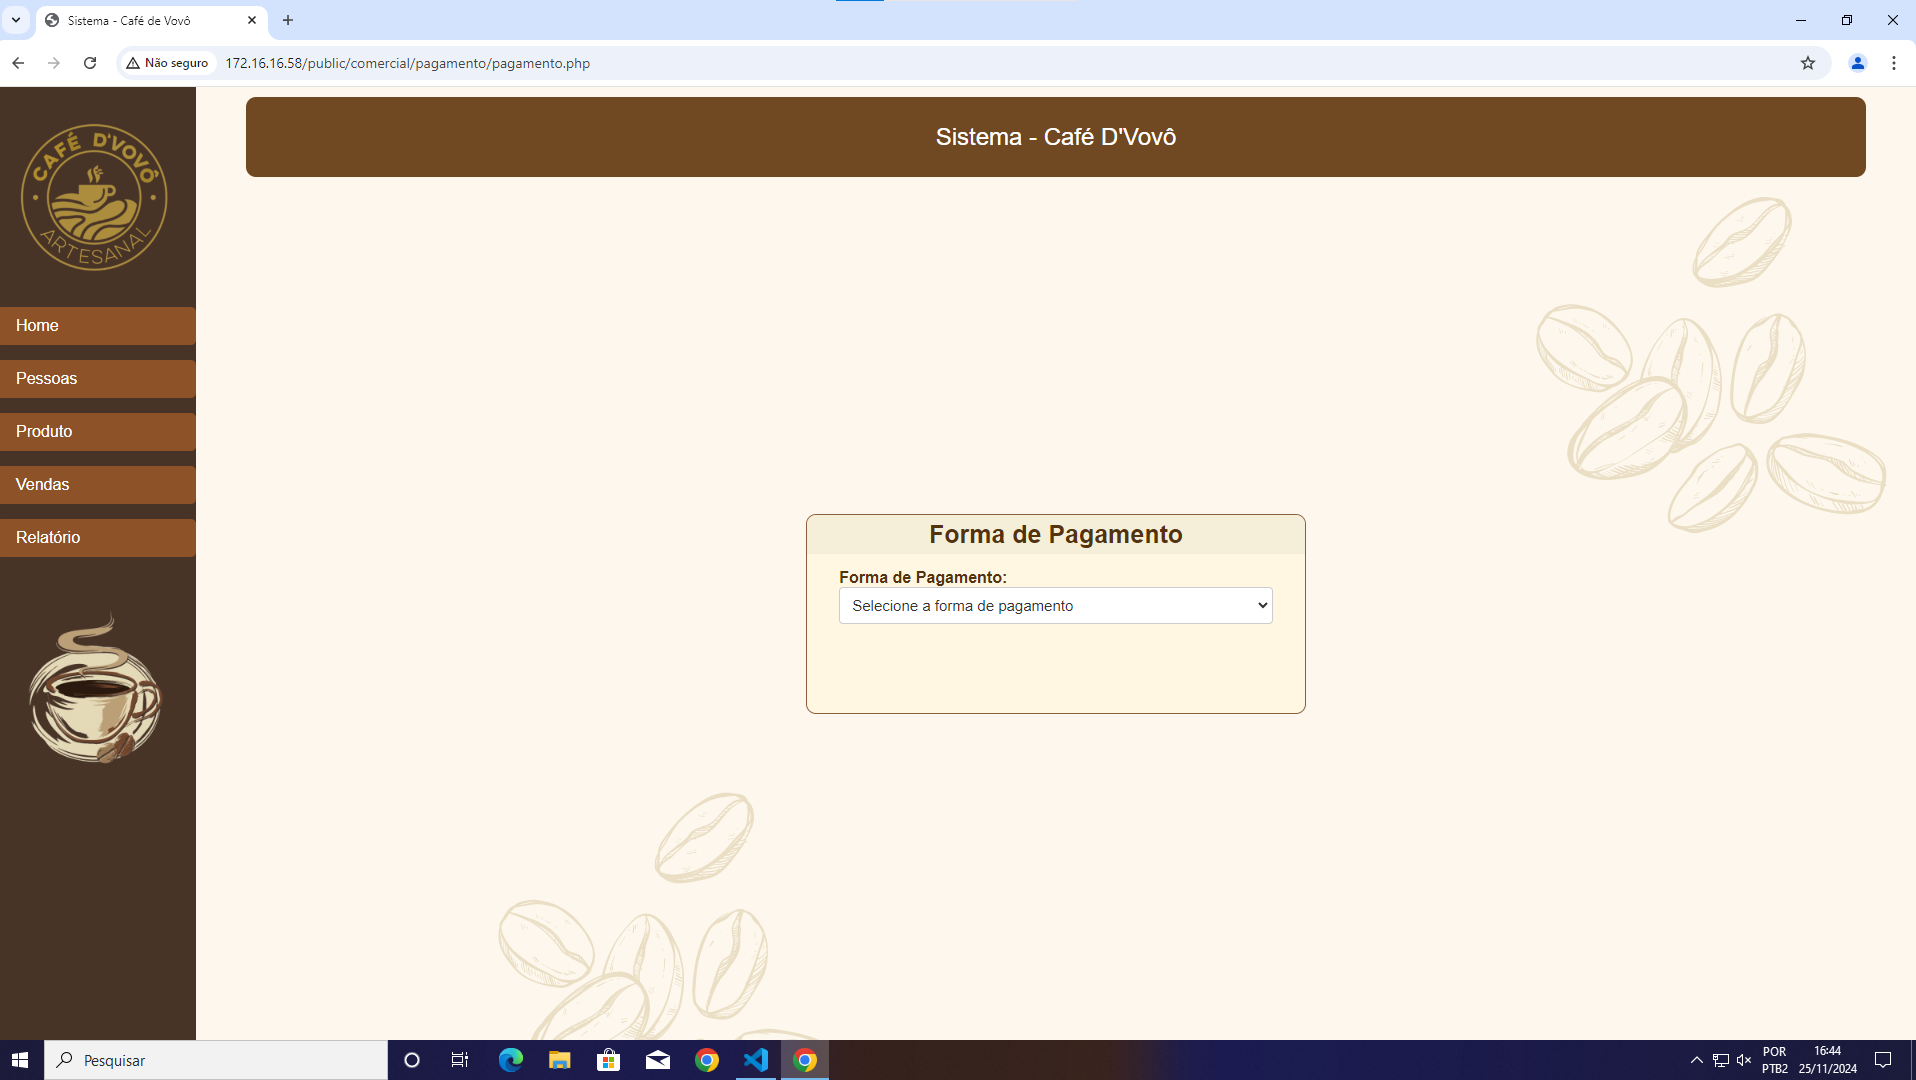 Sistema - Café de Vovô
Não seguro
172.16.16.58/public/comercial/pagamento/pagamento.php
CAFÉ D'VOVÔ
ARTESANAL
Sistema - Café D'Vovô
Home
Pessoas
Produto
Vendas
Relatório
Forma de Pagamento
Forma de Pagamento:
Selecione a forma de pagamento
Pesquisar
POR
PTB2
16:44
25/11/2024